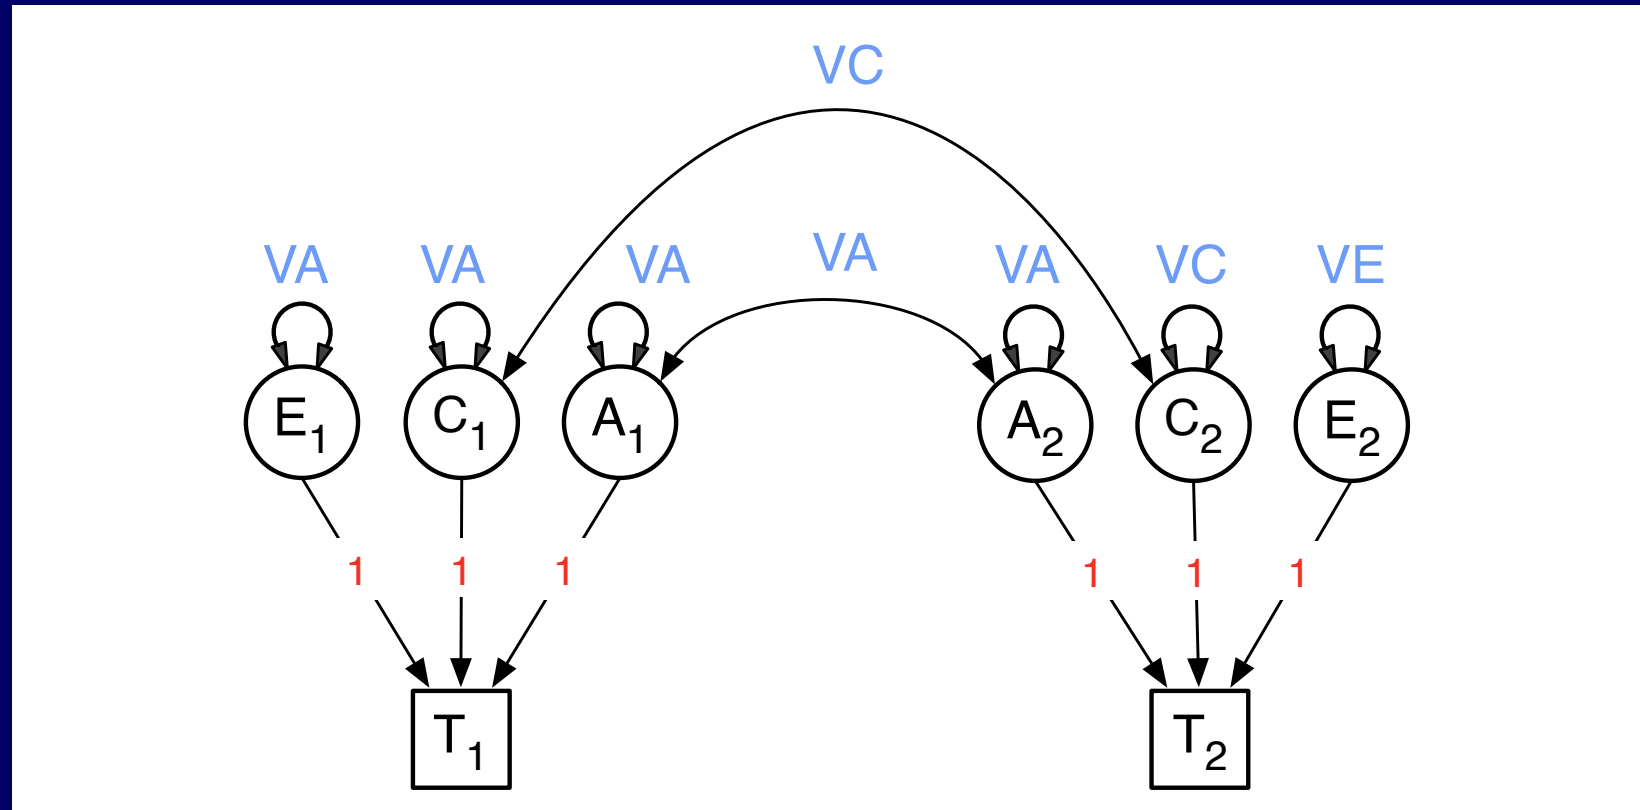 VC
VA
VA VA VA VA VC VE
E1 C1 A1 A2 C2 E2
1 1 1 1 1 1
T1 T2